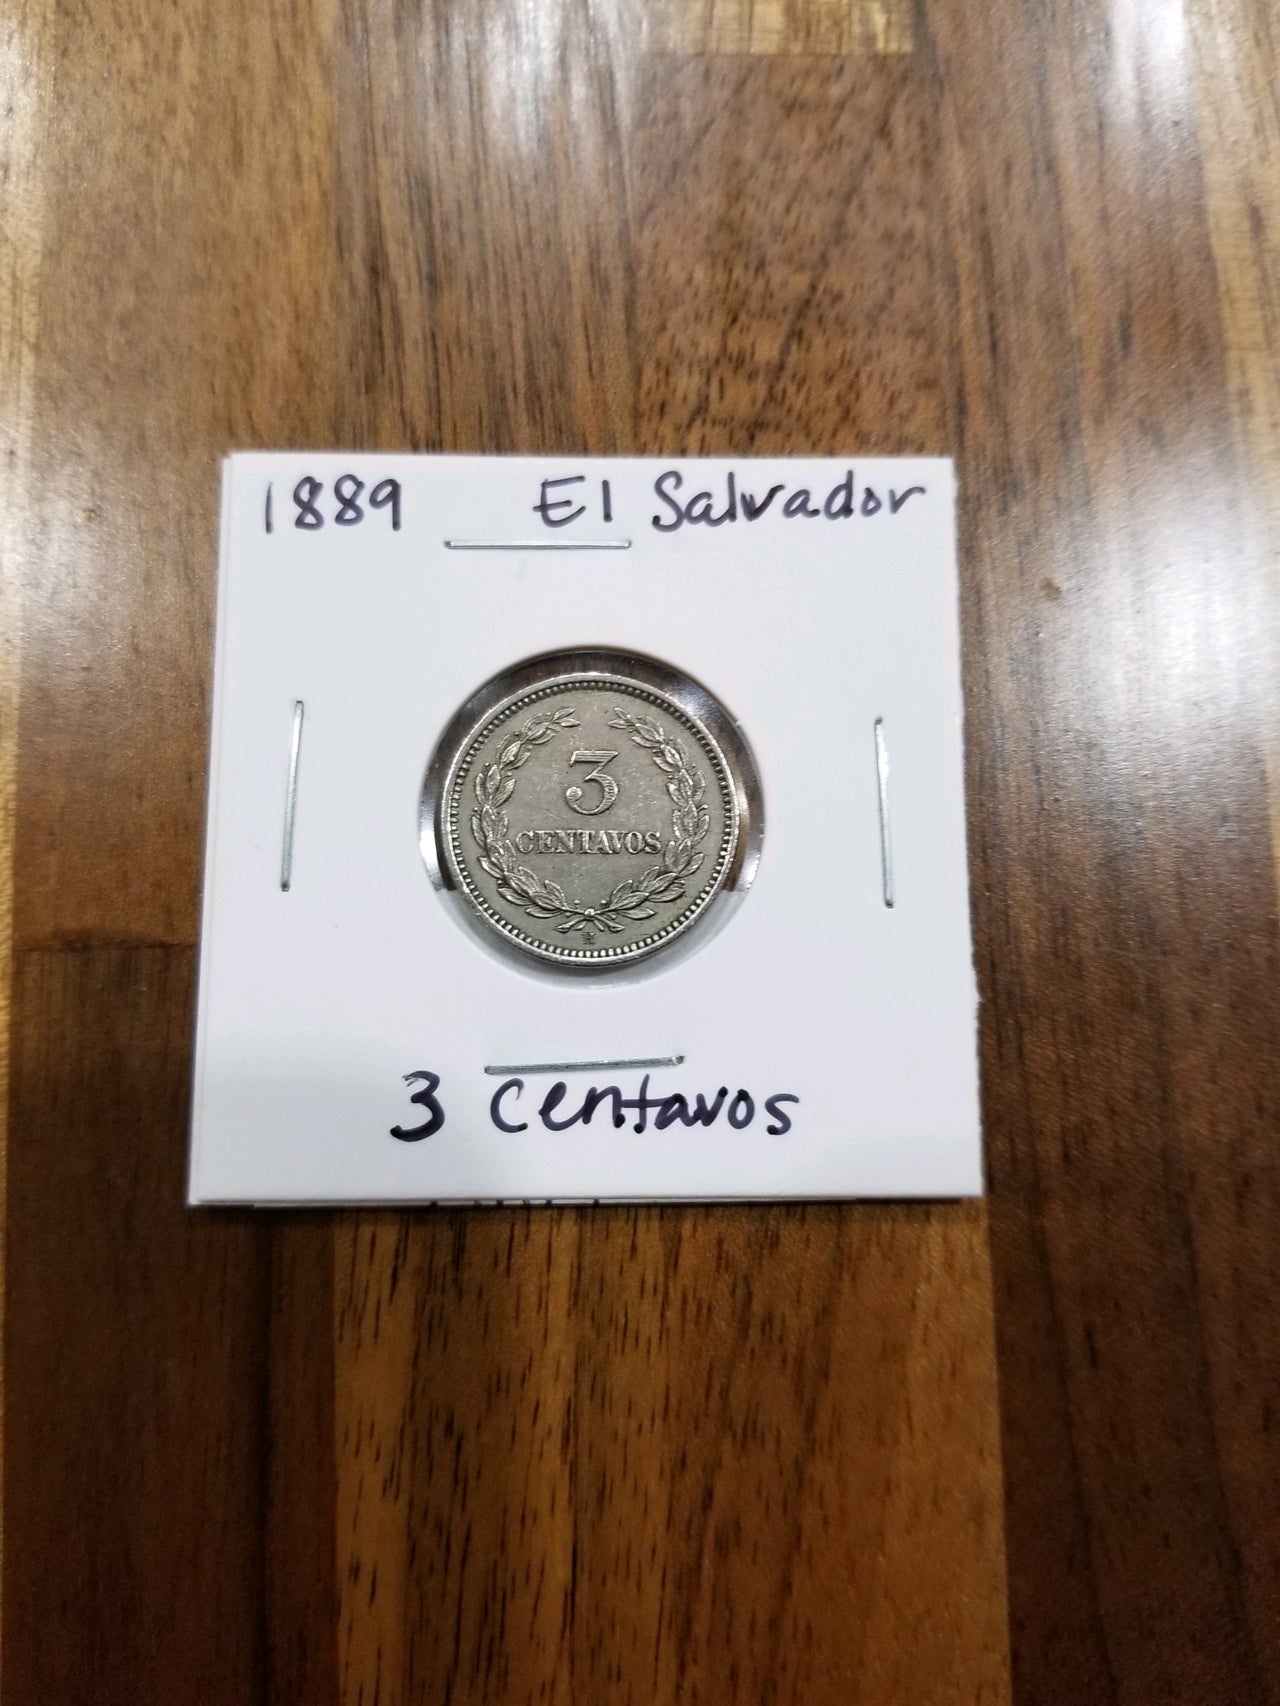 1889 El Salvador
3
CENTAVOS
H
3 centavos